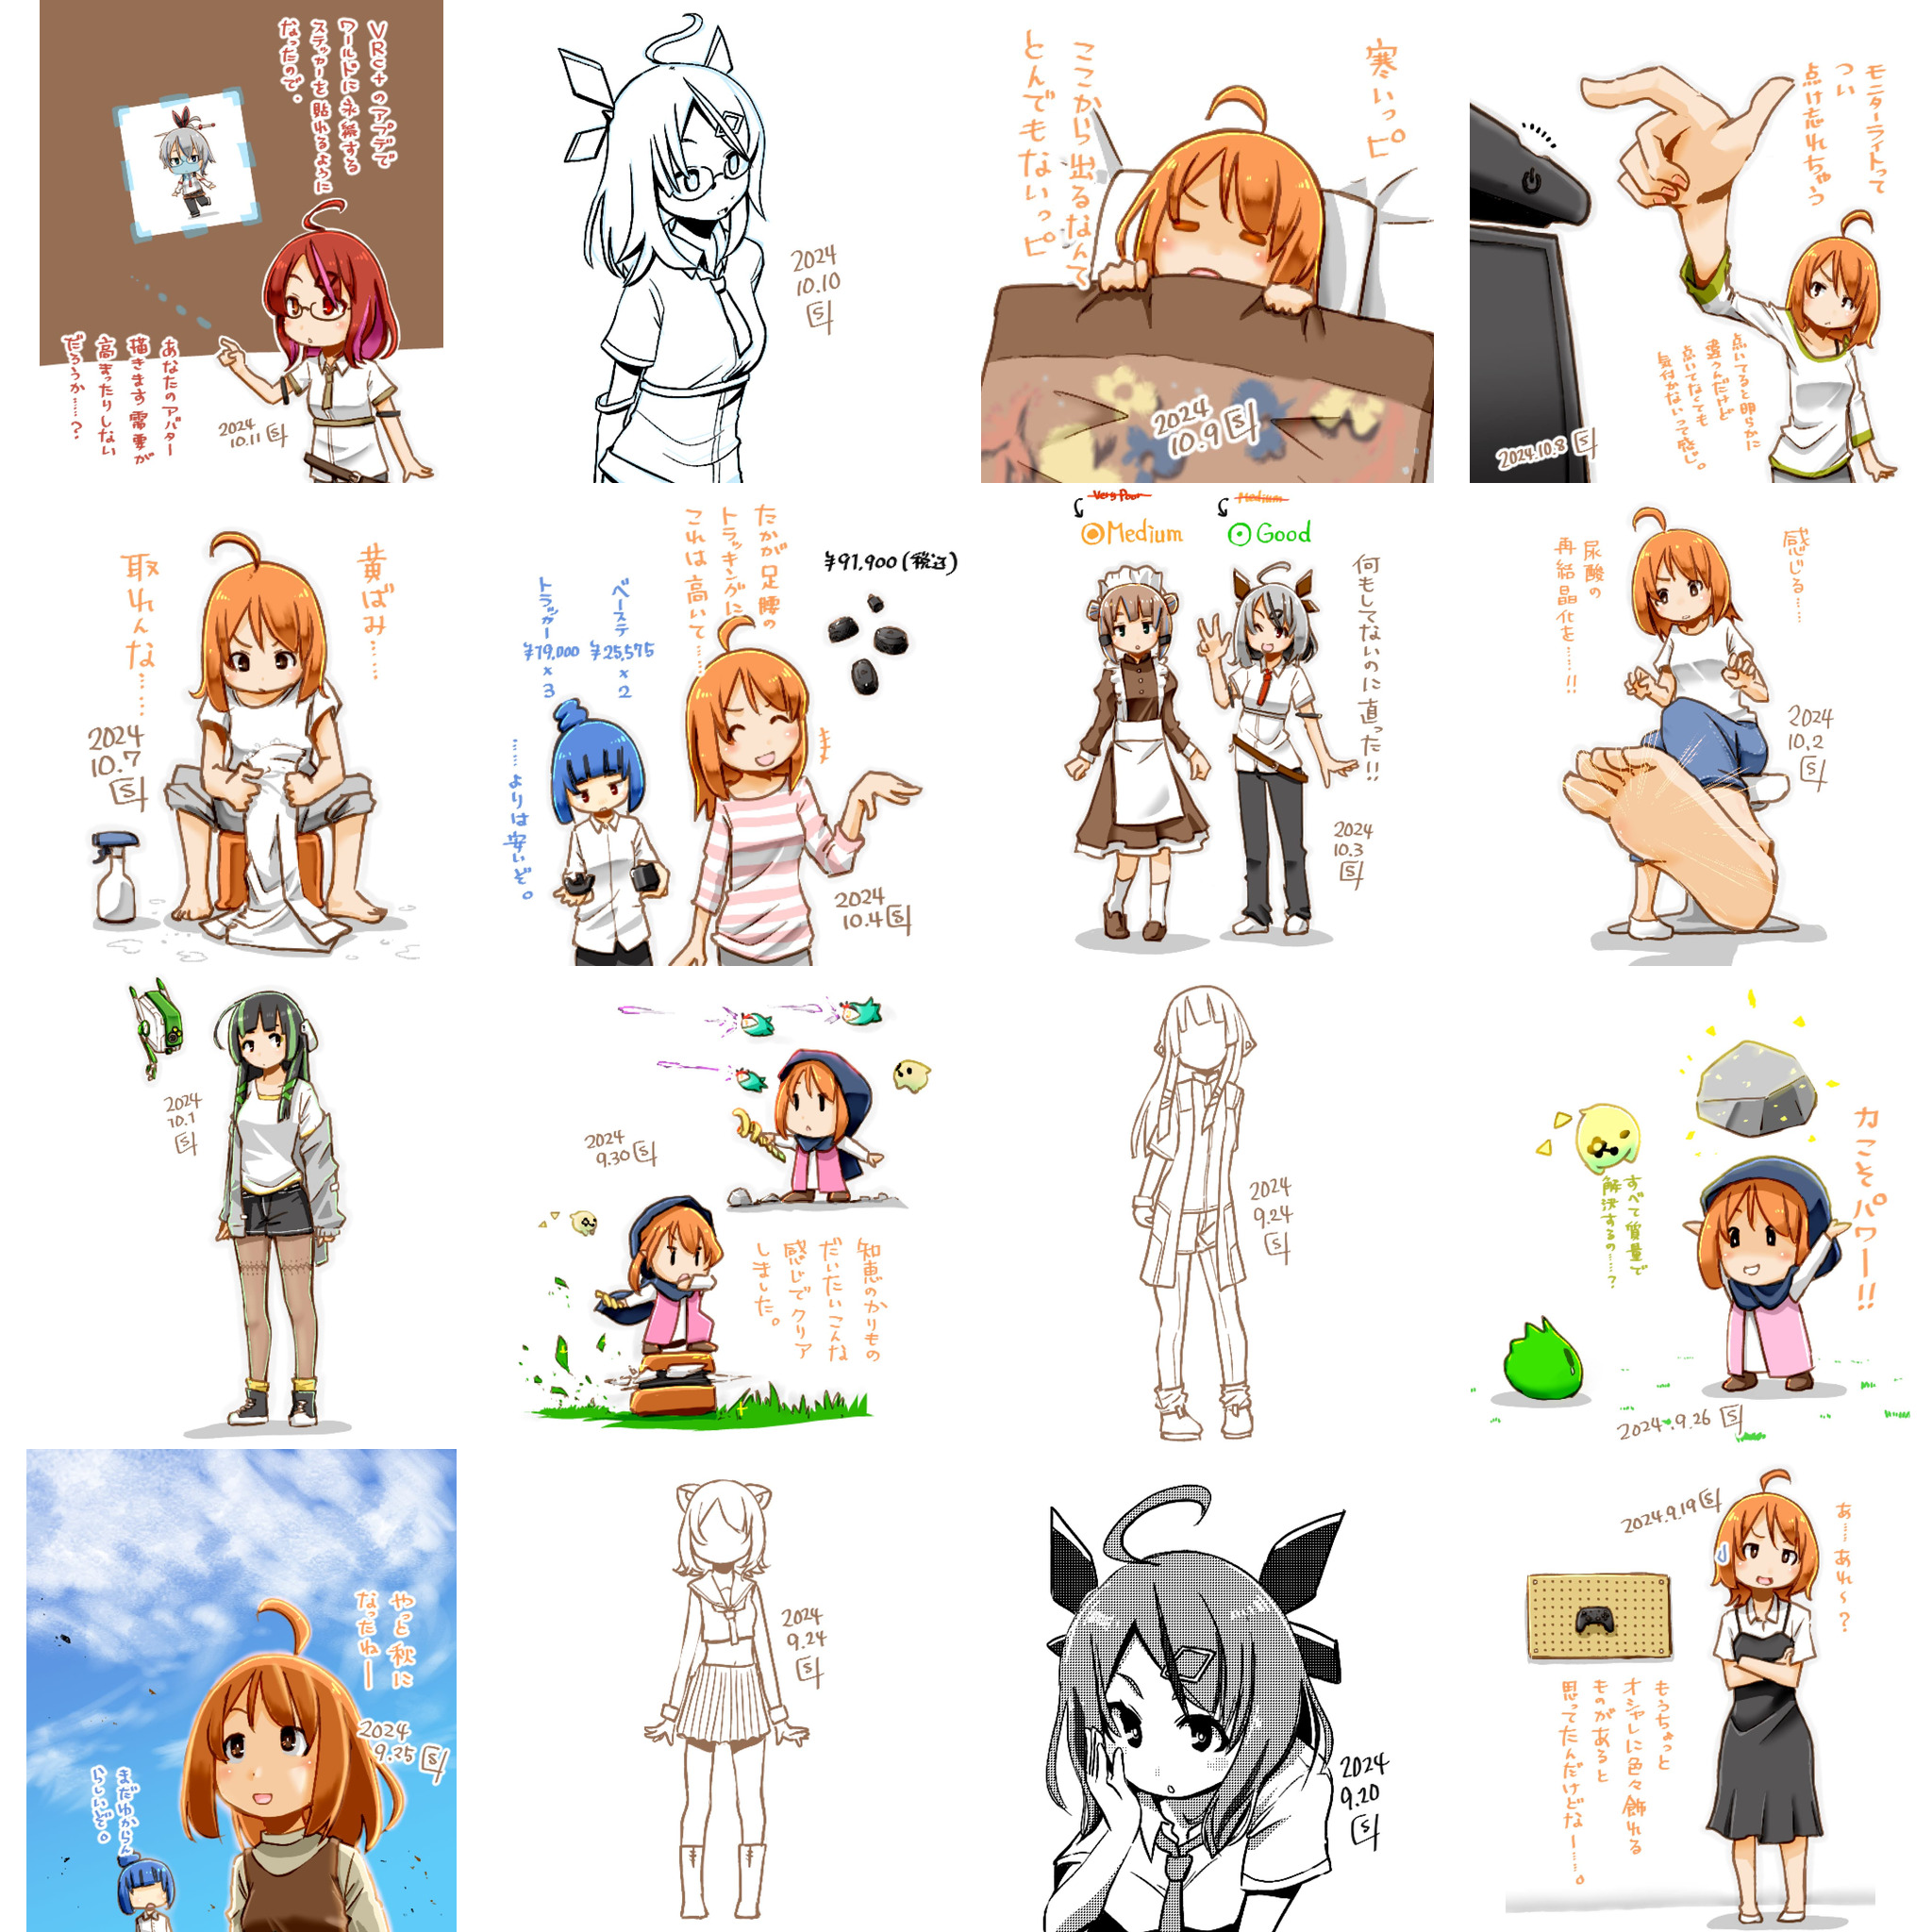 VRC+のアプデで
ワールドに永続する
ステッカーを貼れるように
なったので、
あなたのアバター
描きます需要が
高まったりしない
だろうか……?
2024
10.11
2024
10.10
寒いっピ
ここから出るなんて
とんでもないっピ
2024
10.9
モニターライトって
つい
点け忘れちゃう
点いてると明らかに
違うんだけど
点いてなくても
気付かないって感じ。
2024.10.8
黄ばみ……
取れんな……
2024
10.7
たかが足腰の
トラッキングに
これは高いて……
¥91,900(税込)
ベーステ
¥25,575
x
2
トラッカー
¥19,000
x
3
……よりは安いぞ。
2024
10.4
Very Poor
Medium
Medium
Good
何もしてないのに直った!!
2024
10.3
感じる……
尿酸の
再結晶化を……!!
2024
10.2
2024
10.1
2024
9.30
知恵のかりもの
だいたいこんな
感じでクリア
しました。
2024
9.24
力こそパワー!!
すべて質量で
解決するの……?
2024.9.26
やっと秋に
なったねー
2024
9.25
まだゆからん
らしいぞ。
2024
9.24
2024
9.20
2024.9.19
あ……あれ〜?
もうちょっと
オシャレに色々飾れる
ものがあると
思ってたんだけどなー……。